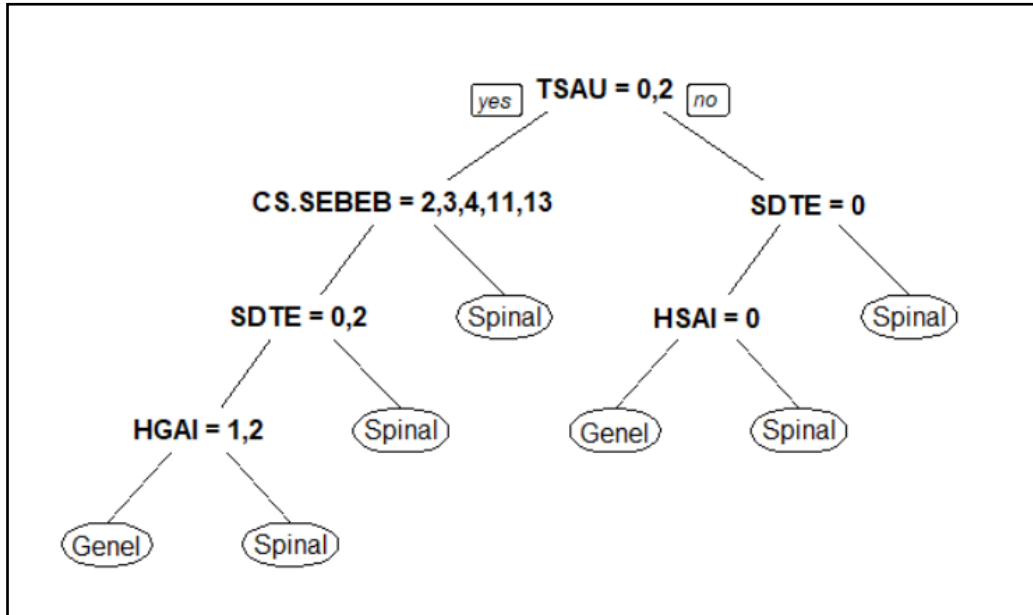 yes TSAU = 0,2 no
CS.SEBEB = 2,3,4,11,13 SDTE = 0
SDTE = 0,2 Spinal HSAI = 0 Spinal
HGAI = 1,2 Spinal Genel Spinal
Genel Spinal